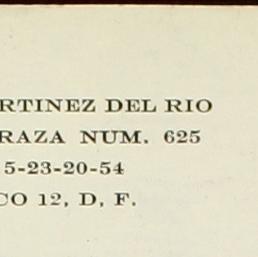 RTINEZ DEL RIO
RAZA NUM. 625
5-23-20-54
CO 12, D, F.